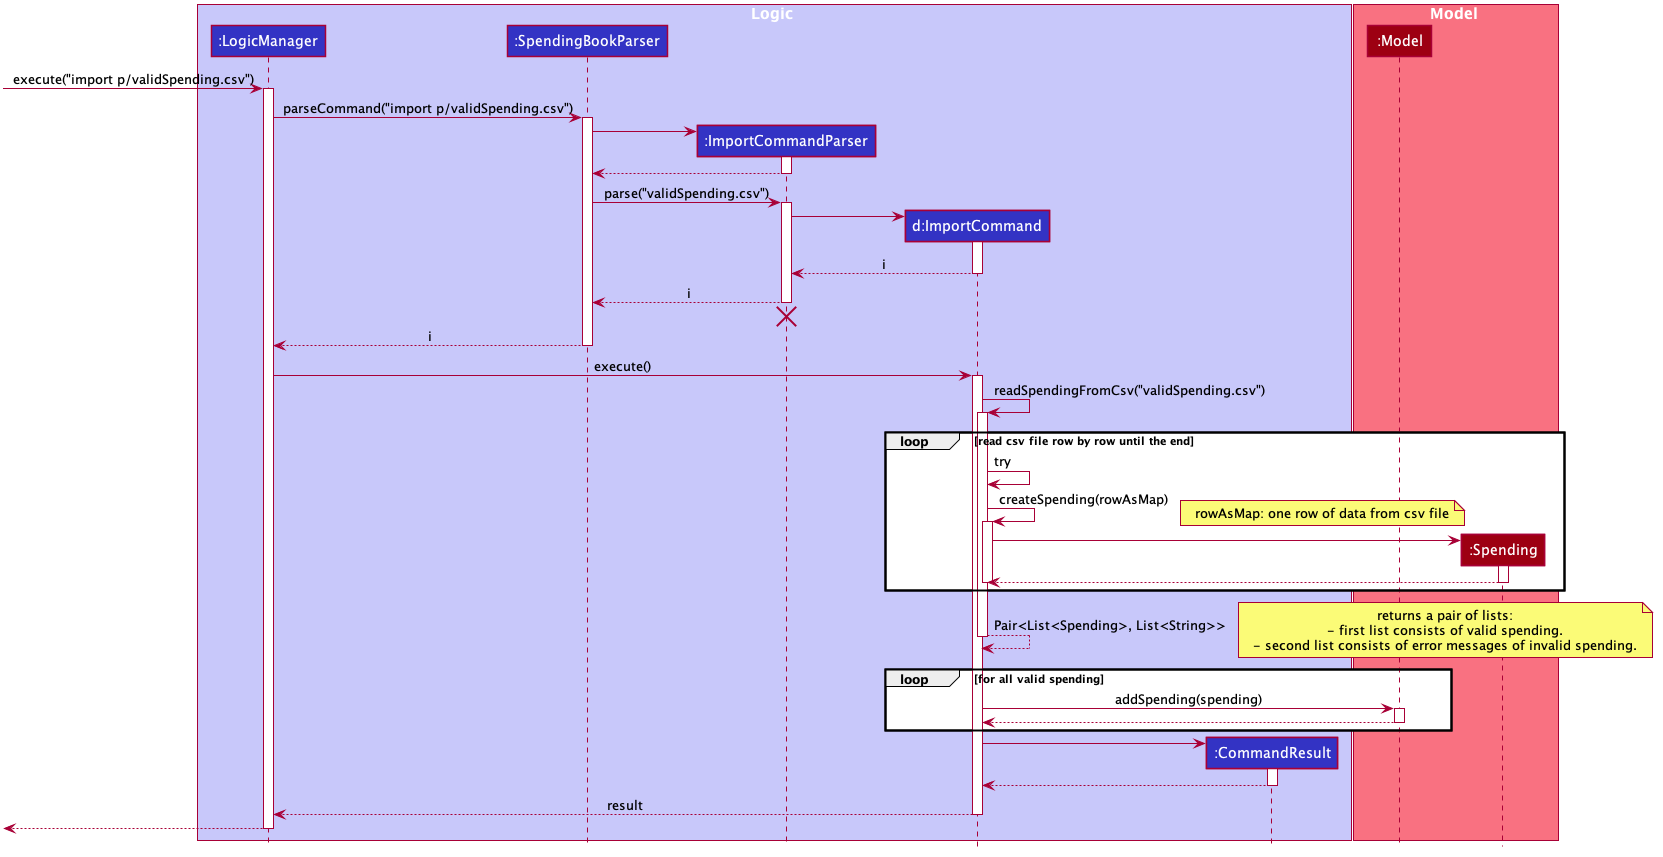 Logic
Model
:LogicManager
:SpendingBookParser
:Model
execute("import p/validSpending.csv")
parseCommand("import p/validSpending.csv")
:ImportCommandParser
parse("validSpending.csv")
d:ImportCommand
i
i
i
execute()
readSpendingFromCsv("validSpending.csv")
loop
[read csv file row by row until the end]
try
createSpending(rowAsMap)
rowAsMap: one row of data from csv file
:Spending
Pair<List<Spending>, List<String>>
returns a pair of lists:
- first list consists of valid spending.
- second list consists of error messages of invalid spending.
loop
[for all valid spending]
addSpending(spending)
:CommandResult
result